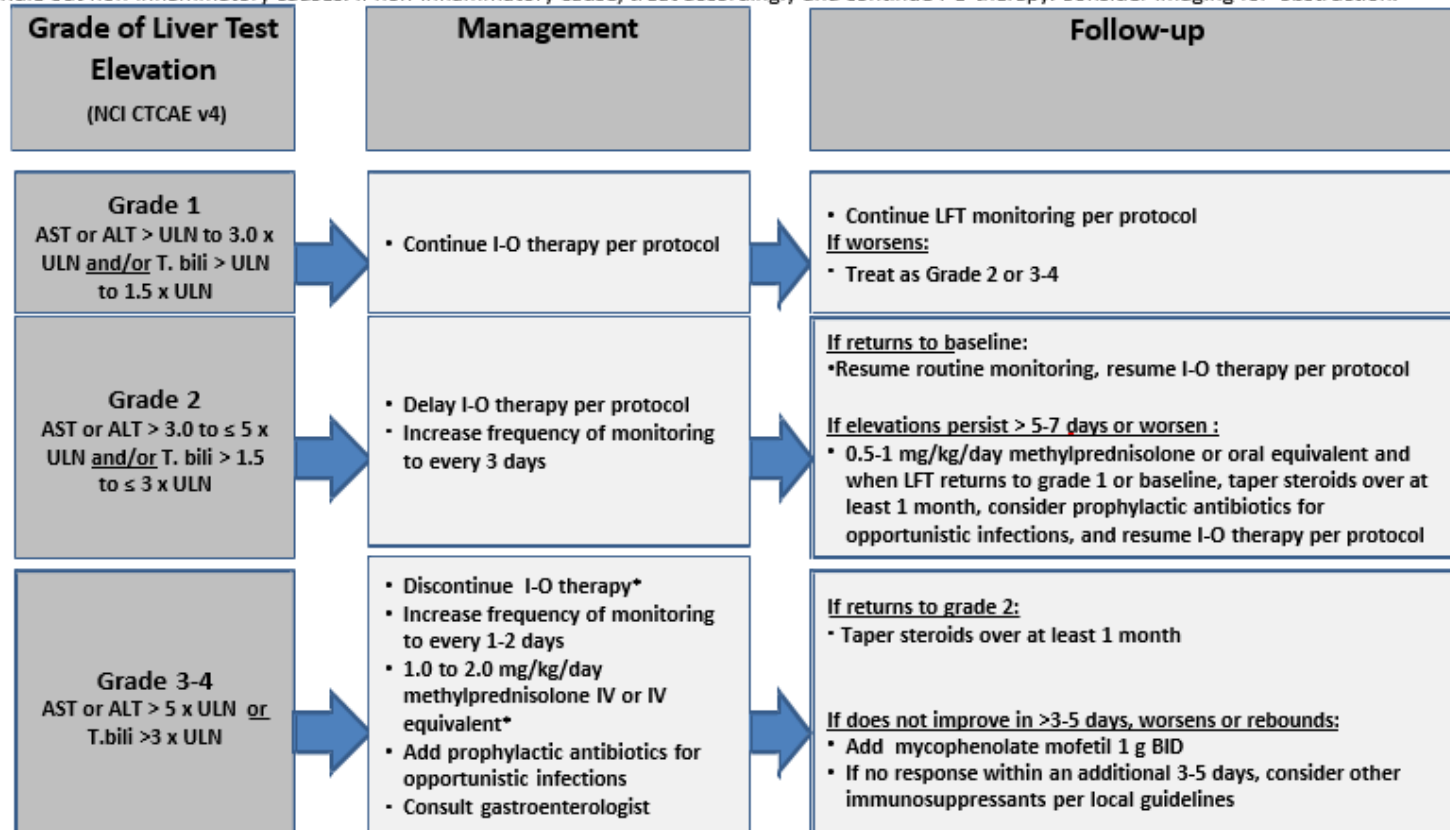 Grade of Liver Test
Elevation
(NCI CTCAE v4)
Management
Follow-up
Grade 1
AST or ALT > ULN to 3.0 x
ULN and/or T. bili > ULN
to 1.5 x ULN
• Continue I-O therapy per protocol
• Continue LFT monitoring per protocol
If worsens:
• Treat as Grade 2 or 3-4
Grade 2
AST or ALT > 3.0 to ≤ 5 x
ULN and/or T. bili > 1.5
to ≤ 3 x ULN
• Delay I-O therapy per protocol
• Increase frequency of monitoring
to every 3 days
If returns to baseline:
•Resume routine monitoring, resume I-O therapy per protocol
If elevations persist > 5-7 days or worsen :
• 0.5-1 mg/kg/day methylprednisolone or oral equivalent and
when LFT returns to grade 1 or baseline, taper steroids over at
least 1 month, consider prophylactic antibiotics for
opportunistic infections, and resume I-O therapy per protocol
Grade 3-4
AST or ALT > 5 x ULN or
T.bili >3 x ULN
• Discontinue I-O therapy*
• Increase frequency of monitoring
to every 1-2 days
• 1.0 to 2.0 mg/kg/day
methylprednisolone IV or IV
equivalent*
• Add prophylactic antibiotics for
opportunistic infections
• Consult gastroenterologist
If returns to grade 2:
• Taper steroids over at least 1 month
If does not improve in >3-5 days, worsens or rebounds:
• Add mycophenolate mofetil 1 g BID
• If no response within an additional 3-5 days, consider other
immunosuppressants per local guidelines